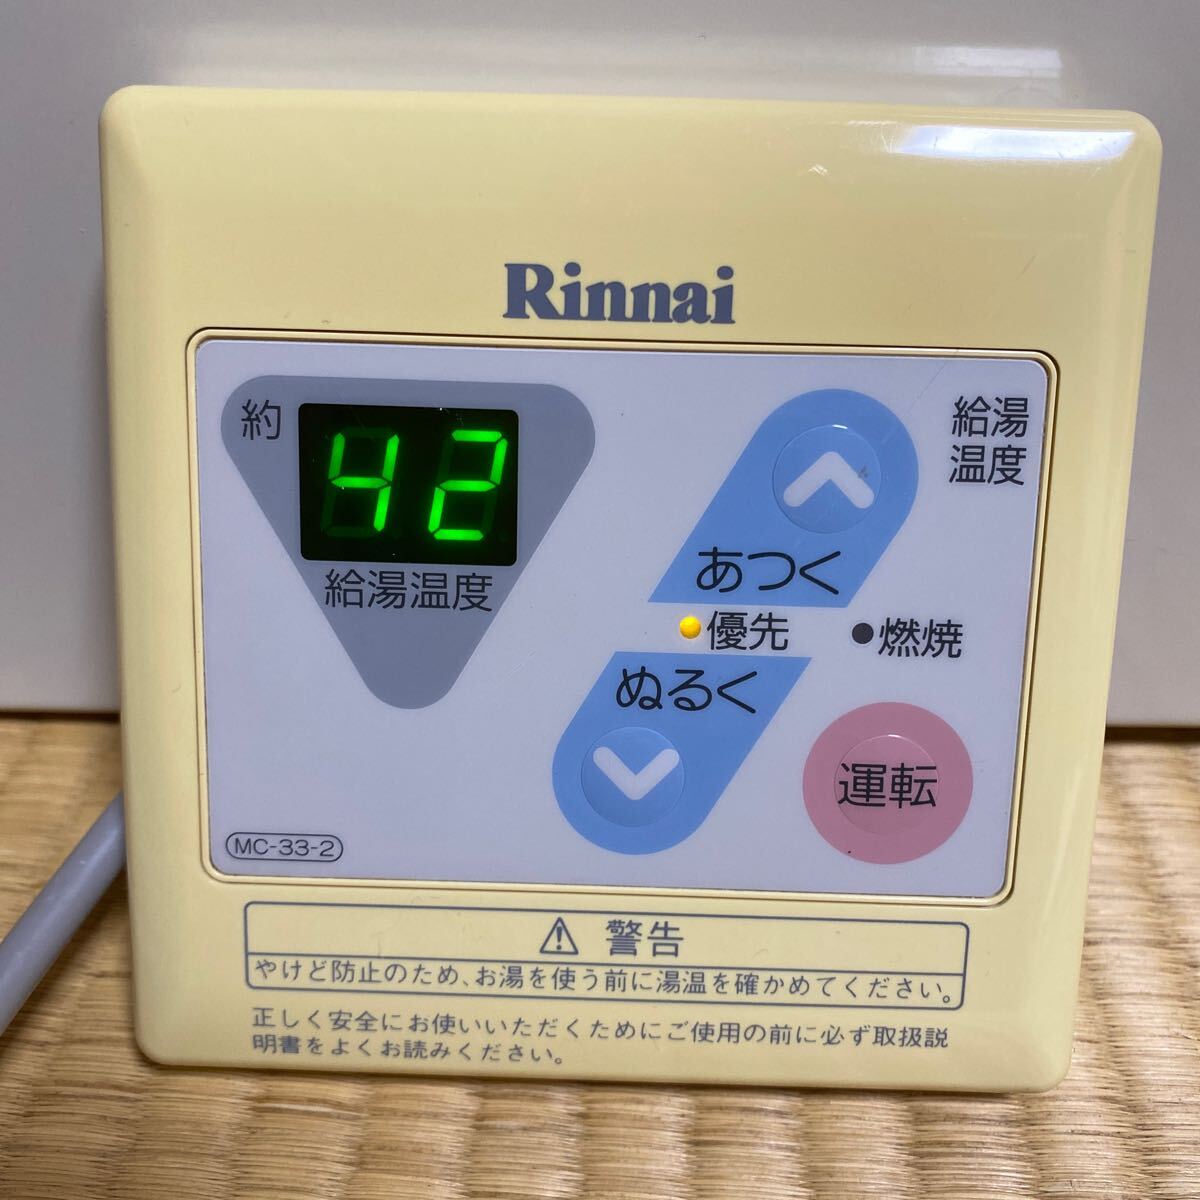 Rinnai
約
42
給湯温度
給湯
温度
あつく
優先
燃焼
ぬるく
運転
MC-33-2
⚠ 警告
やけど防止のため、お湯を使う前に湯温を確かめてください。
正しく安全にお使いいただくためにご使用の前に必ず取扱説
明書をよくお読みください。